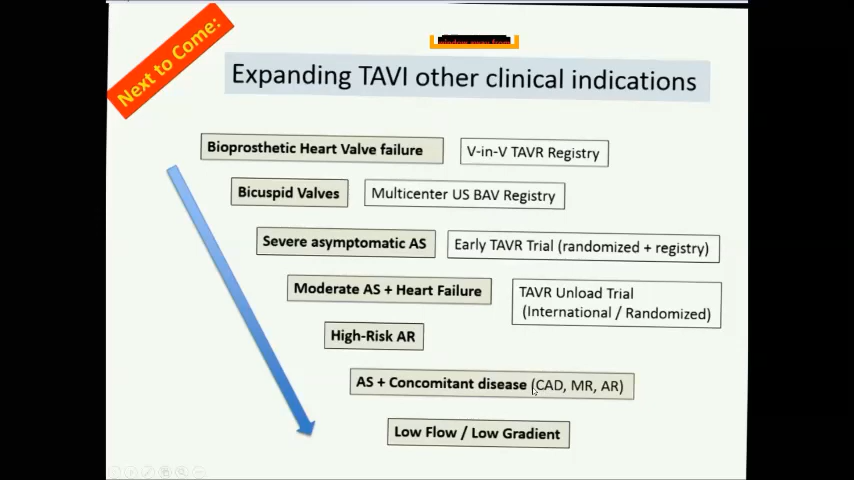 Next to Come:
Expanding TAVI other clinical indications
Bioprosthetic Heart Valve failure
V-in-V TAVR Registry
Bicuspid Valves
Multicenter US BAV Registry
Severe asymptomatic AS
Early TAVR Trial (randomized + registry)
Moderate AS + Heart Failure
TAVR Unload Trial
(International / Randomized)
High-Risk AR
AS + Concomitant disease (CAD, MR, AR)
Low Flow / Low Gradient